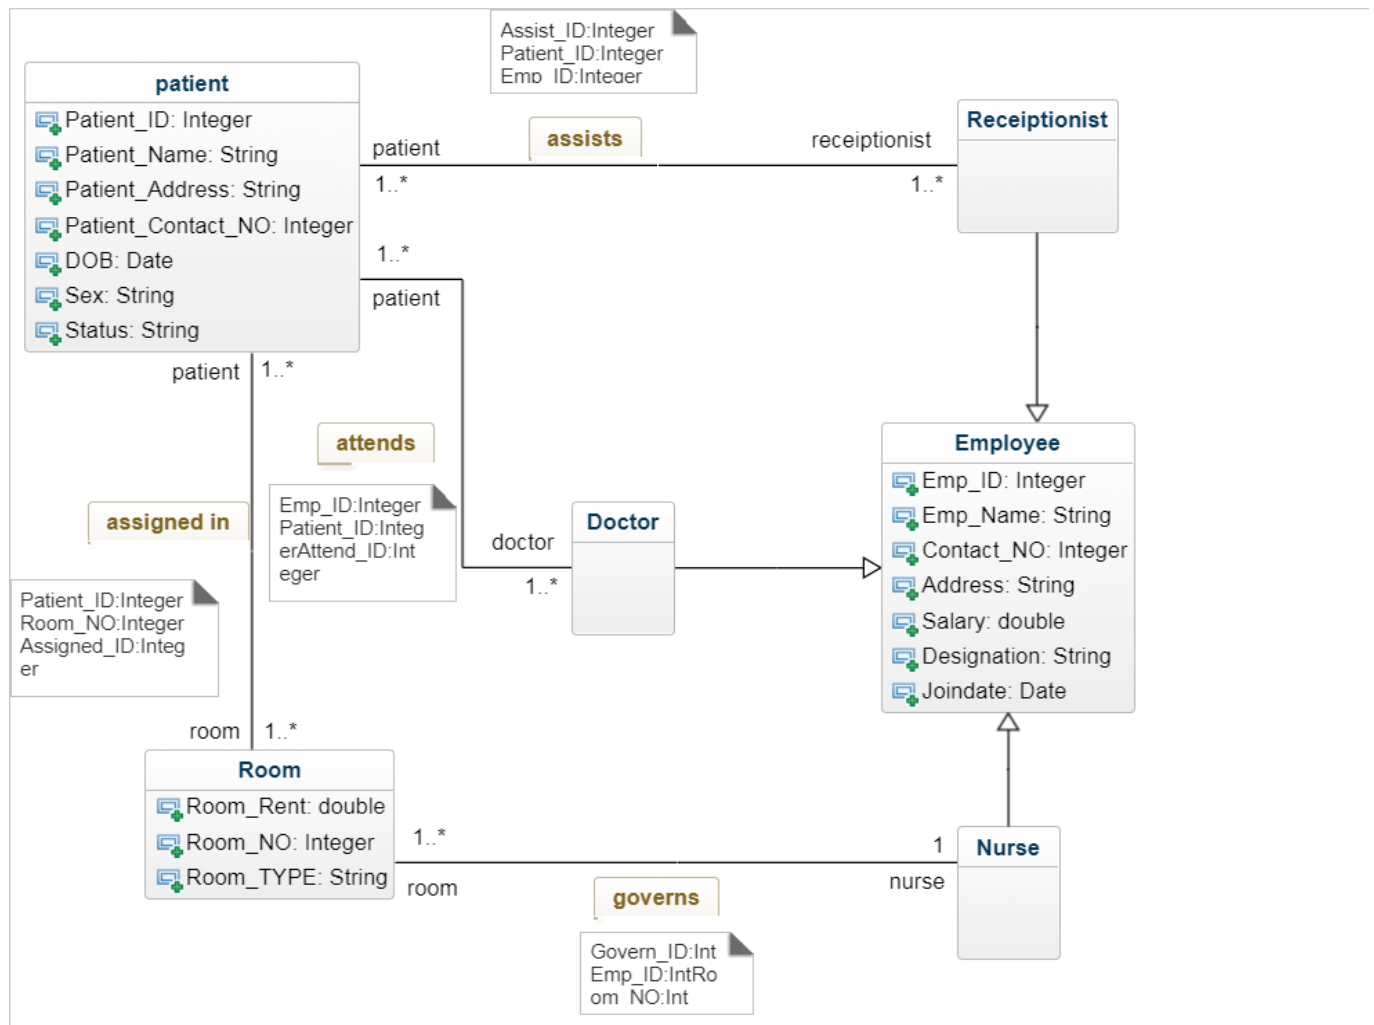 Assist_ID:Integer
Patient_ID:Integer
Emp_ID:Integer
patient
Patient_ID: Integer
Patient_Name: String
Patient_Address: String
Patient_Contact_NO: Integer
DOB: Date
Sex: String
Status: String
patient
1..*
assists
receiptionist
1..*
Receiptionist
1..*
patient
patient
1..*
attends
Emp_ID:Integer
Patient_ID:Integ
erAttend_ID:Int
eger
doctor
1..*
Doctor
Employee
Emp_ID: Integer
Emp_Name: String
Contact_NO: Integer
Address: String
Salary: double
Designation: String
Joindate: Date
assigned in
Patient_ID:Integer
Room_NO:Integer
Assigned_ID:Integ
er
room
1..*
Room
Room_Rent: double
Room_NO: Integer
Room_TYPE: String
1..*
room
governs
1
nurse
Nurse
Govern_ID:Int
Emp_ID:IntRo
om_NO:Int